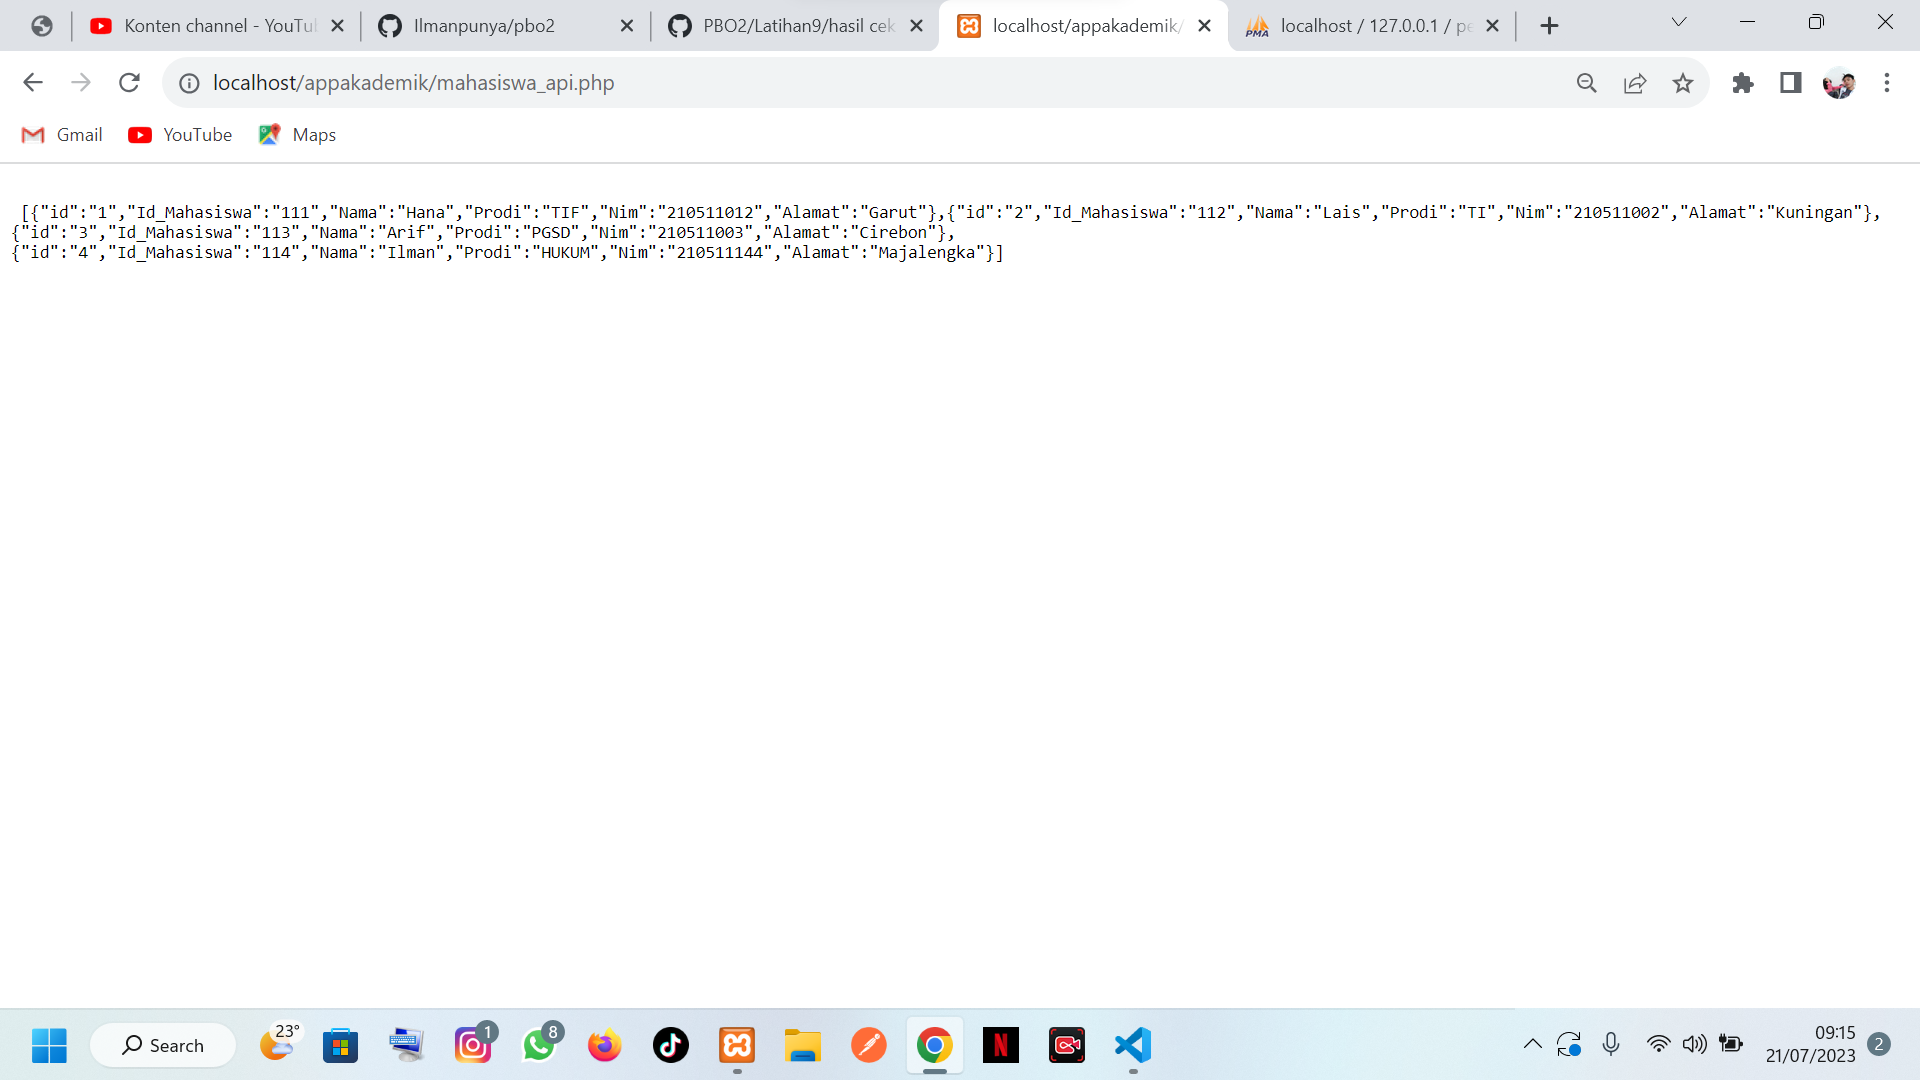 Konten channel - YouTu
Ilmanpunya/pbo2
PBO2/Latihan9/hasil cek
localhost/appakademik/
PMA
localhost / 127.0.0.1 / pe
localhost/appakademik/mahasiswa_api.php
Gmail
YouTube
Maps
[{"id":"1","Id_Mahasiswa":"111","Nama":"Hana","Prodi":"TIF","Nim":"210511012","Alamat":"Garut"},{"id":"2","Id_Mahasiswa":"112","Nama":"Lais","Prodi":"TI","Nim":"210511002","Alamat":"Kuningan"},
{"id":"3","Id_Mahasiswa":"113","Nama":"Arif","Prodi":"PGSD","Nim":"210511003","Alamat":"Cirebon"},
{"id":"4","Id_Mahasiswa":"114","Nama":"Ilman","Prodi":"HUKUM","Nim":"210511144","Alamat":"Majalengka"}]
Search
23°
1
8
N
09:15
21/07/2023
2